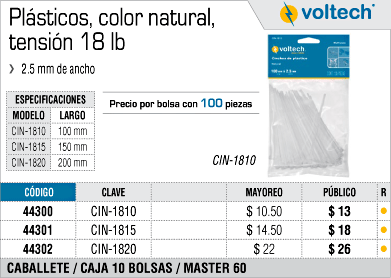 Plásticos, color natural,
tensión 18 lb
voltech®
› 2.5 mm de ancho
ESPECIFICACIONES
MODELO LARGO
CIN-1810 100 mm
CIN-1815 150 mm
CIN-1820 200 mm
Precio por bolsa con 100 piezas
voltech
CIN-1810
CÓDIGO CLAVE MAYOREO PÚBLICO R
44300 CIN-1810 $ 10.50 $ 13
44301 CIN-1815 $ 14.50 $ 18
44302 CIN-1820 $ 22 $ 26
CABALLETE / CAJA 10 BOLSAS / MASTER 60